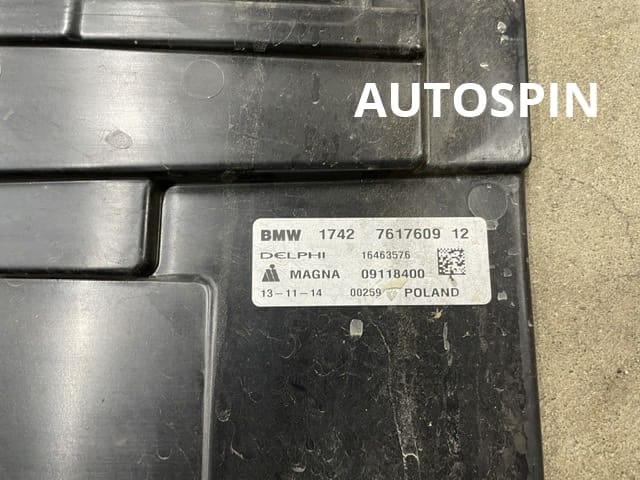 AUTOSPIN
BMW 1742 7617609 12
DELPHI 16463576
MAGNA 09118400
13-11-14 00259 POLAND